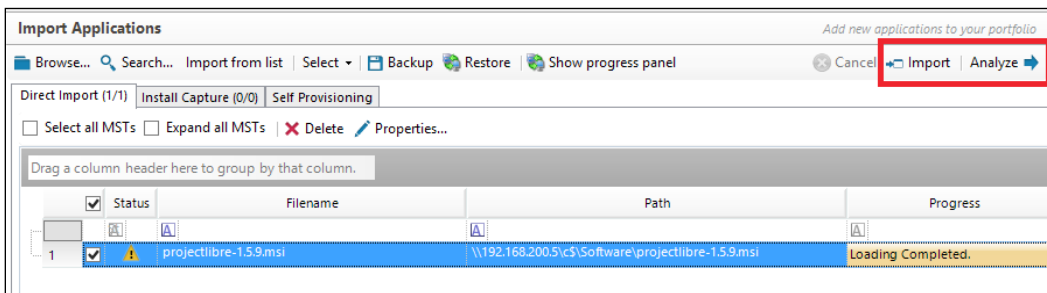 Import Applications
Add new applications to your portfolio
Browse... Search... Import from list Select Backup Restore Show progress panel Cancel Import Analyze
Direct Import (1/1) Install Capture (0/0) Self Provisioning
Select all MSTs Expand all MSTs Delete Properties...
Drag a column header here to group by that column.
Status Filename Path Progress
1 projectlibre-1.5.9.msi \\192.168.200.5\c$\Software\projectlibre-1.5.9.msi Loading Completed.